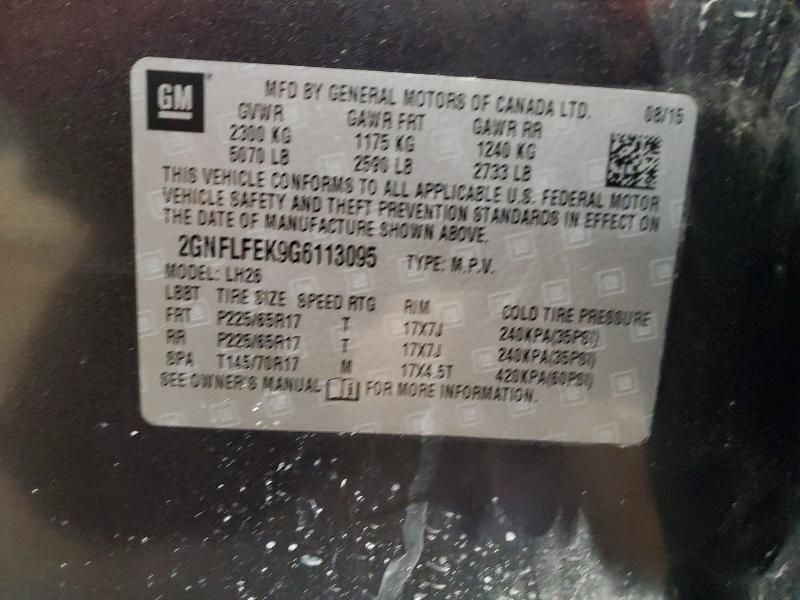 GM
MFD BY GENERAL MOTORS OF CANADA LTD. 08/15
GVWR GAWR FRT GAWR RR
2300 KG 1175 KG 1240 KG
5070 LB 2590 LB 2733 LB
THIS VEHICLE CONFORMS TO ALL APPLICABLE U.S. FEDERAL MOTOR
VEHICLE SAFETY AND THEFT PREVENTION STANDARDS IN EFFECT ON
THE DATE OF MANUFACTURE SHOWN ABOVE.
2GNFLFEK9G6113095 TYPE: M.P.V.
MODEL: LH26
LBBT TIRE SIZE SPEED RTG RIM COLD TIRE PRESSURE
FRT P225/65R17 T 17X7J 240KPA(35PSI)
RR P225/65R17 T 17X7J 240KPA(35PSI)
SPA T145/70R17 M 17X4.5T 420KPA(60PSI)
SEE OWNER'S MANUAL FOR MORE INFORMATION.